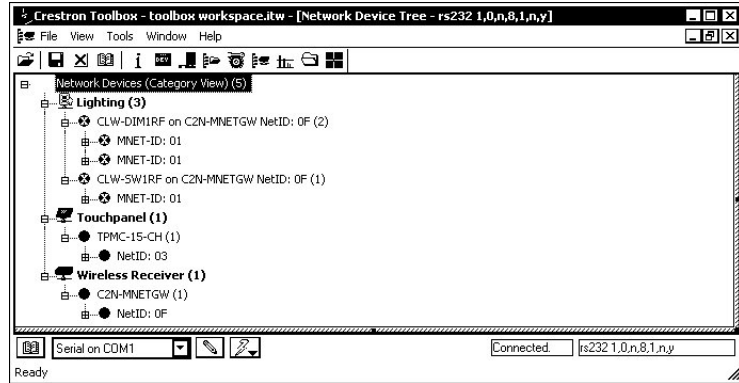 Crestron Toolbox - toolbox workspace.itw - [Network Device Tree - rs232 1,0,n,8,1,n,y]
File View Tools Window Help
Network Devices (Category View) (5)
Lighting (3)
CLW-DIM1RF on C2N-MNETGW NetID: 0F (2)
MNET-ID: 01
MNET-ID: 01
CLW-SW1RF on C2N-MNETGW NetID: 0F (1)
MNET-ID: 01
Touchpanel (1)
TPMC-15-CH (1)
NetID: 03
Wireless Receiver (1)
C2N-MNETGW (1)
NetID: 0F
Serial on COM1 Connected. rs232 1,0,n,8,1,n,y
Ready